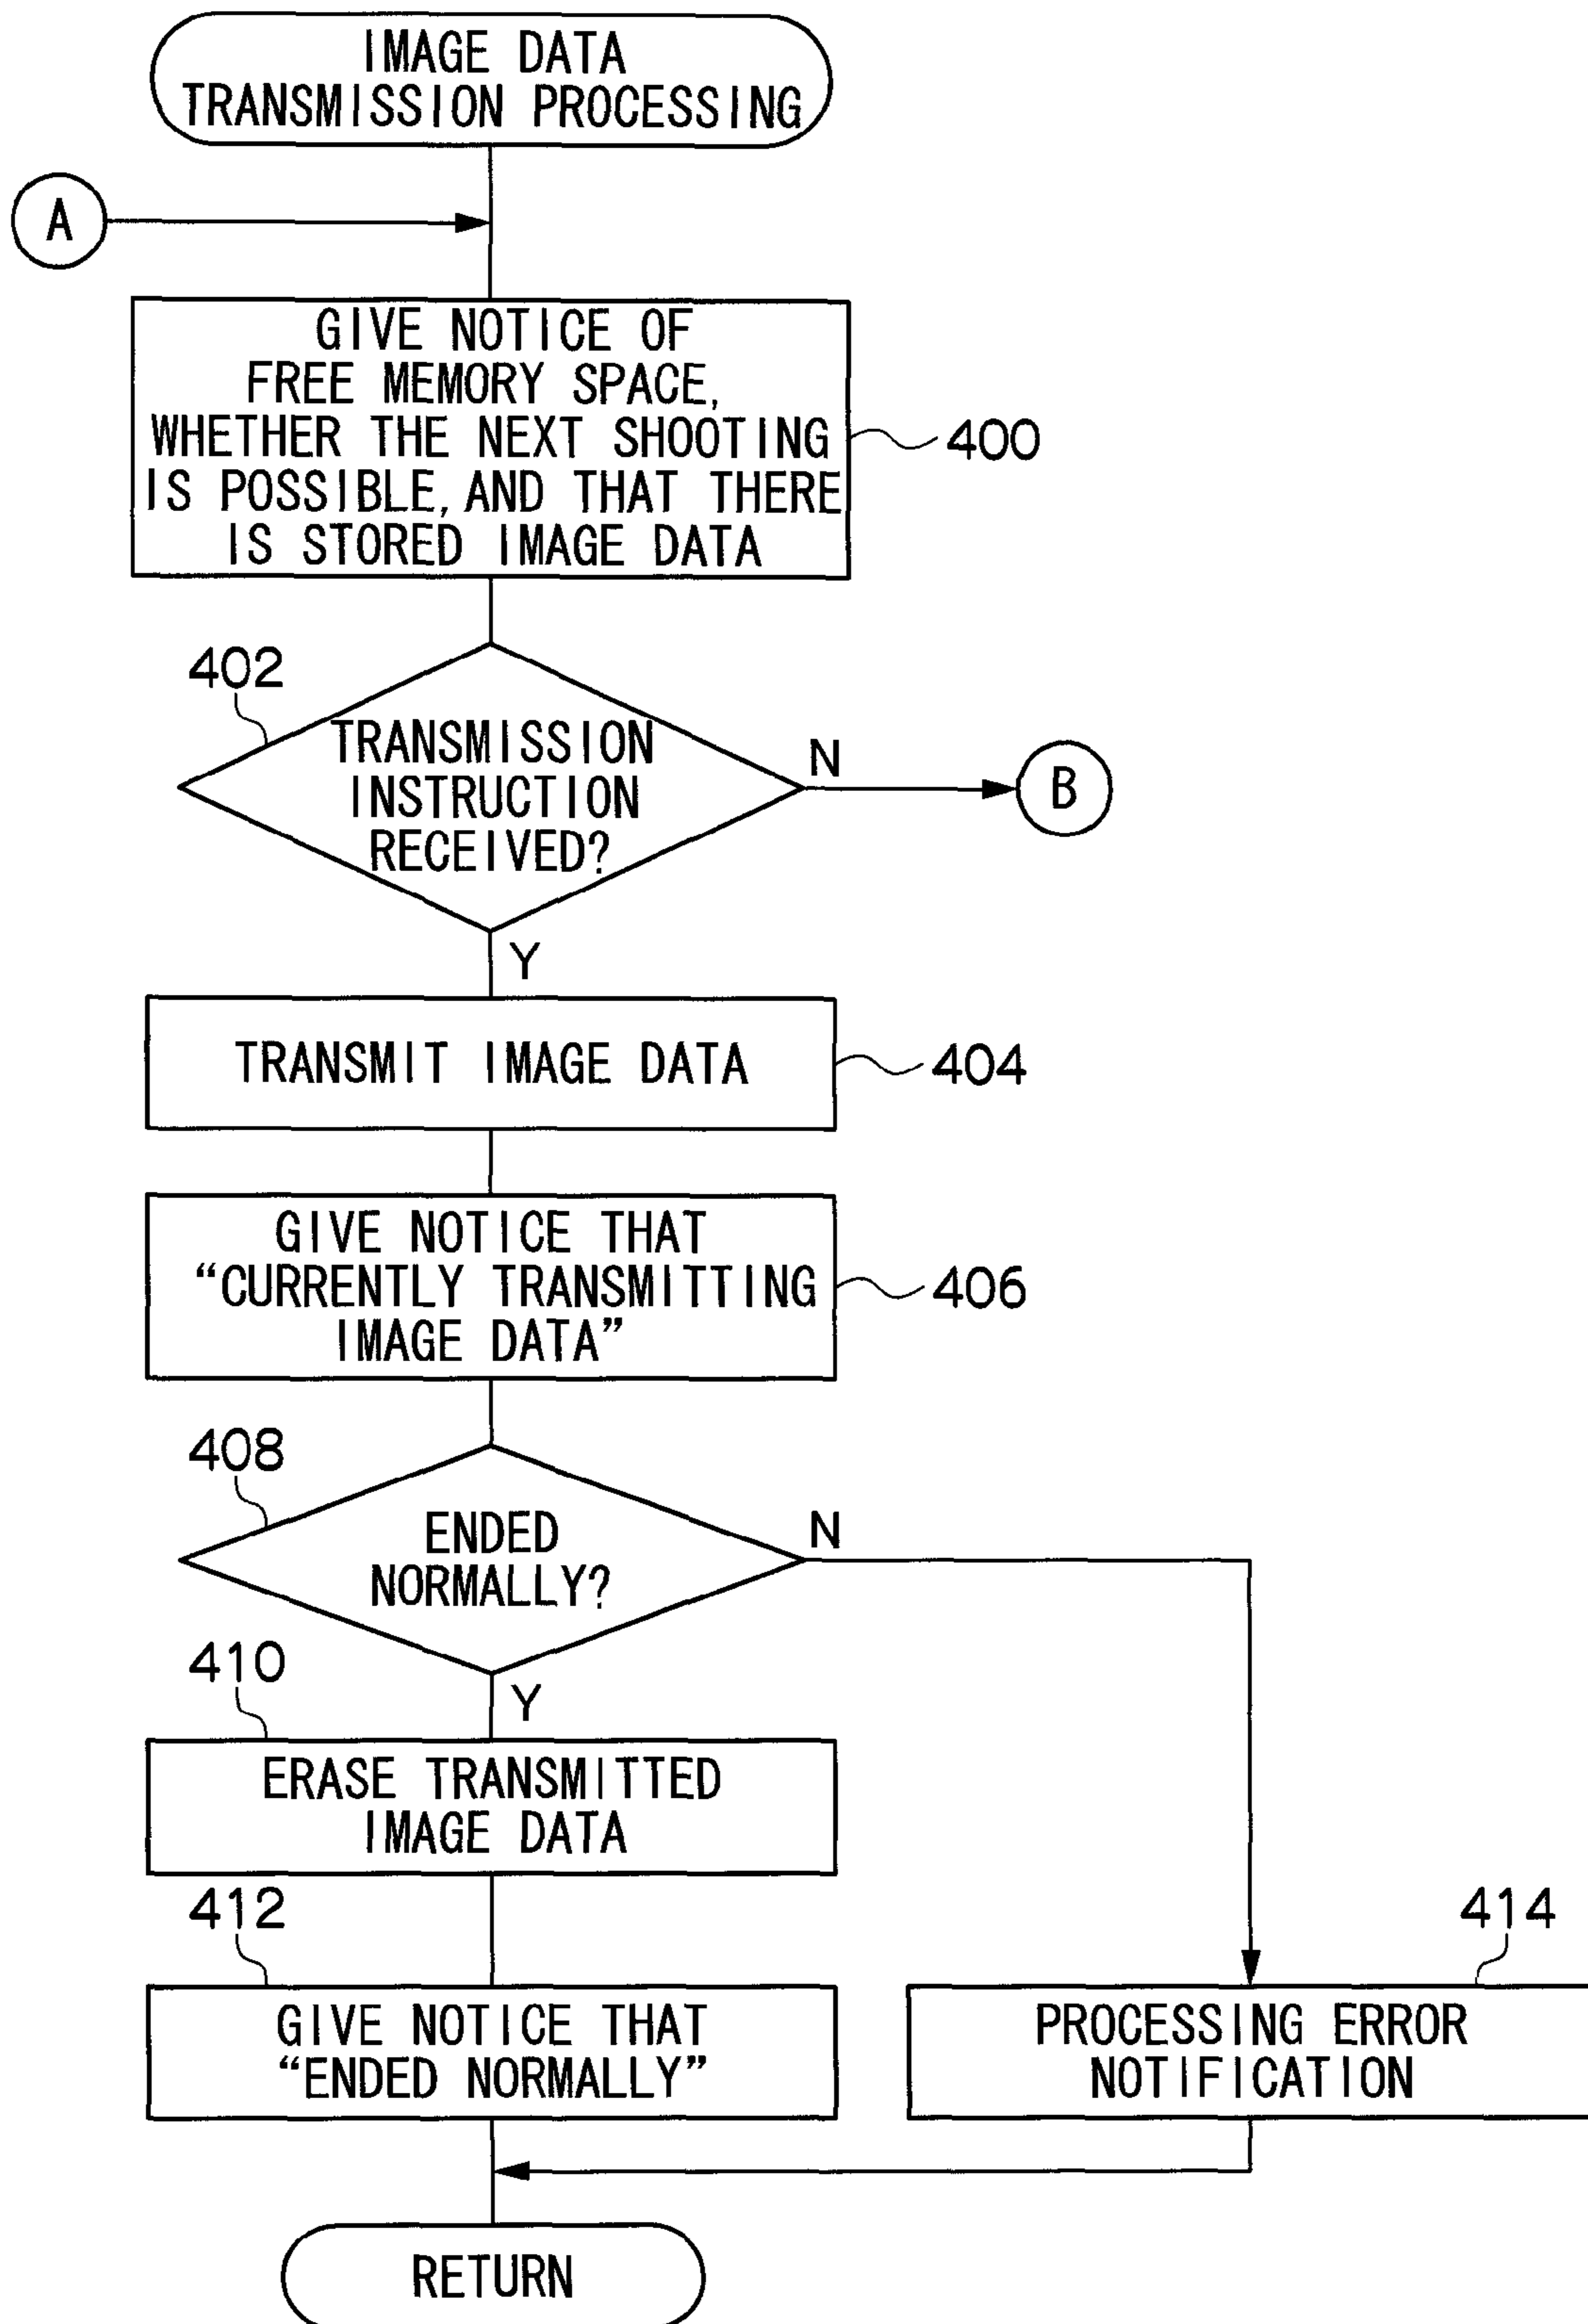 IMAGE DATA
TRANSMISSION PROCESSING
A
GIVE NOTICE OF
FREE MEMORY SPACE,
WHETHER THE NEXT SHOOTING
IS POSSIBLE, AND THAT THERE
IS STORED IMAGE DATA
400
402
TRANSMISSION
INSTRUCTION
RECEIVED?
N
B
Y
TRANSMIT IMAGE DATA
404
GIVE NOTICE THAT
“CURRENTLY TRANSMITTING
IMAGE DATA”
406
408
ENDED
NORMALLY?
N
Y
410
ERASE TRANSMITTED
IMAGE DATA
412
GIVE NOTICE THAT
“ENDED NORMALLY”
414
PROCESSING ERROR
NOTIFICATION
RETURN